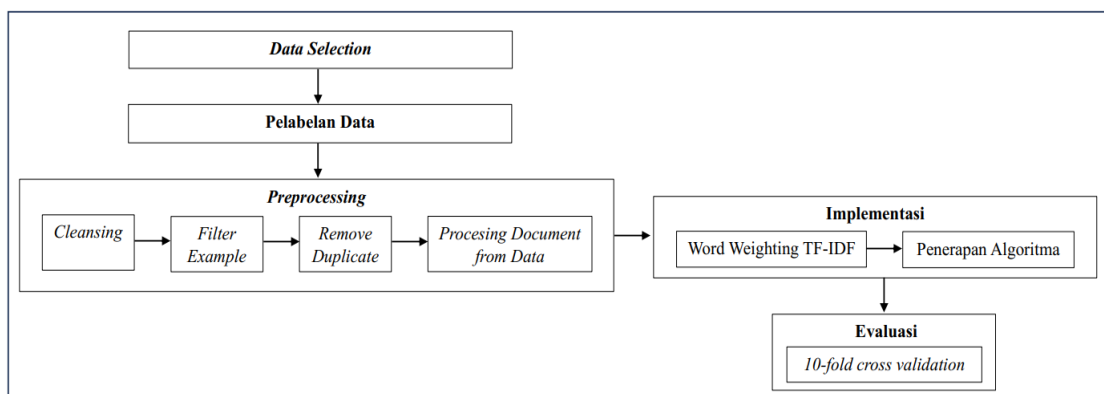 Data Selection
Pelabelan Data
Preprocessing
Cleansing
Filter
Example
Remove
Duplicate
Procesing Document
from Data
Implementasi
Word Weighting TF-IDF
Penerapan Algoritma
Evaluasi
10-fold cross validation